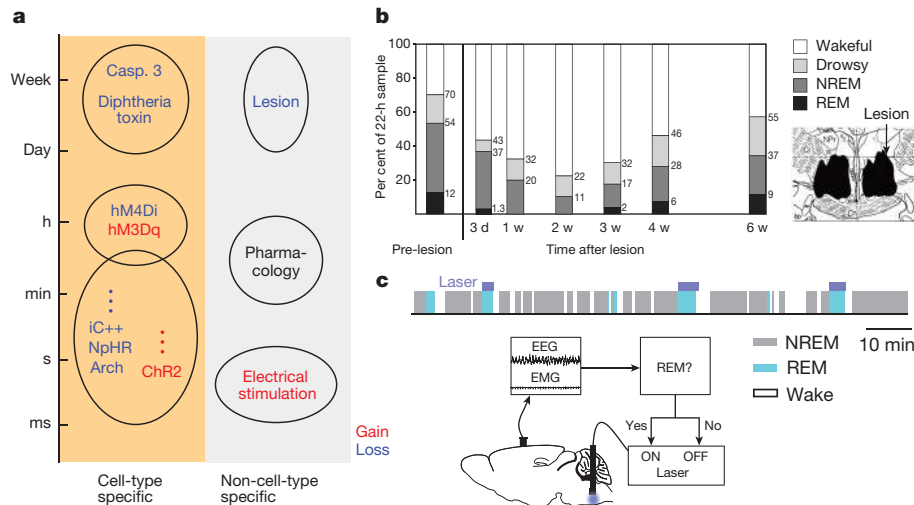 a
Week
Day
h
min
s
ms
Casp. 3
Diphtheria
toxin
hM4Di
hM3Dq
iC++
NpHR
Arch
ChR2
Lesion
Pharma-
cology
Electrical
stimulation
Gain
Loss
Cell-type
specific
Non-cell-type
specific
b
Per cent of 22-h sample
100
80
60
40
20
70
54
12
43
37
1.3
32
20
22
11
32
17
2
46
28
6
55
37
9
Pre-lesion
3 d
1 w
2 w
3 w
4 w
6 w
Time after lesion
Wakeful
Drowsy
NREM
REM
Lesion
c
Laser
10 min
NREM
REM
Wake
EEG
EMG
REM?
Yes
No
ON OFF
Laser